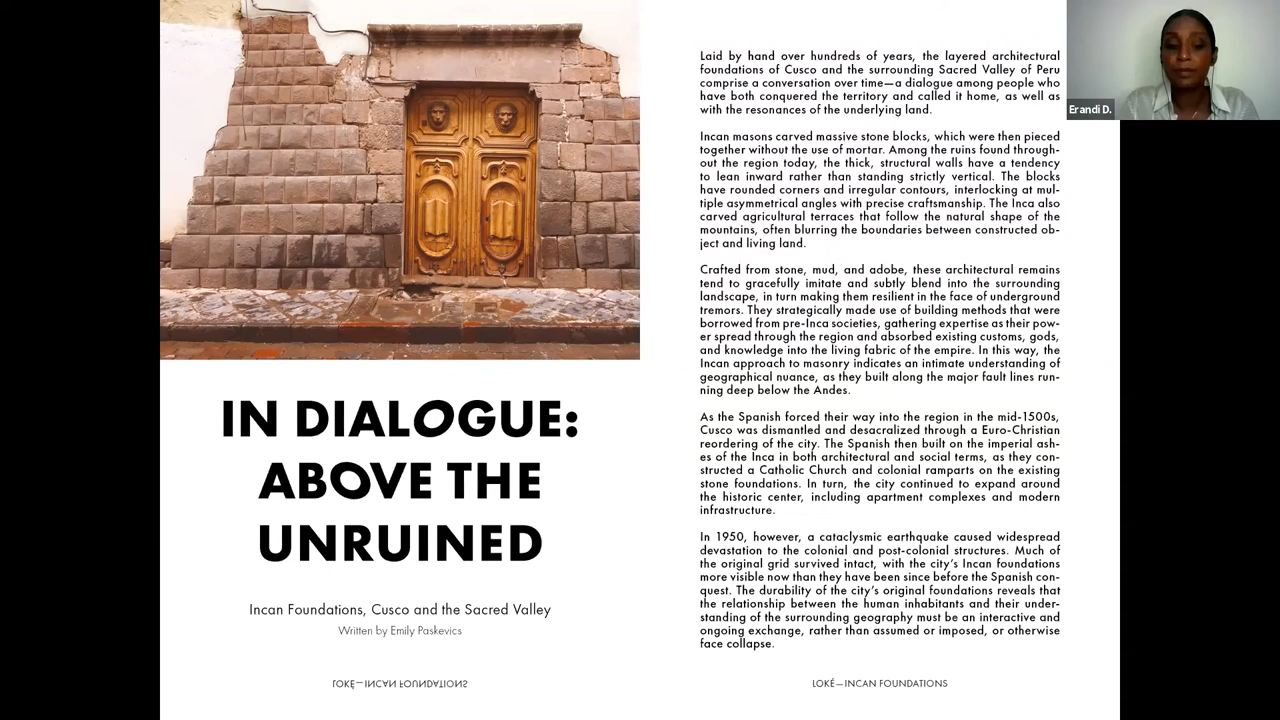 IN DIALOGUE:
ABOVE THE
UNRUINED
Incan Foundations, Cusco and the Sacred Valley
Written by Emily Paskevics
LOKÉ—INCAN FOUNDATIONS
Laid by hand over hundreds of years, the layered architectural
foundations of Cusco and the surrounding Sacred Valley of Peru
comprise a conversation over time—a dialogue among people who
have both conquered the territory and called it home, as well as
with the resonances of the underlying land.
Incan masons carved massive stone blocks, which were then pieced
together without the use of mortar. Among the ruins found through-
out the region today, the thick, structural walls have a tendency
to lean inward rather than standing strictly vertical. The blocks
have rounded corners and irregular contours, interlocking at mul-
tiple asymmetrical angles with precise craftsmanship. The Inca also
carved agricultural terraces that follow the natural shape of the
mountains, often blurring the boundaries between constructed ob-
ject and living land.
Crafted from stone, mud, and adobe, these architectural remains
tend to gracefully imitate and subtly blend into the surrounding
landscape, in turn making them resilient in the face of underground
tremors. They strategically made use of building methods that were
borrowed from pre-Inca societies, gathering expertise as their pow-
er spread through the region and absorbed existing customs, gods,
and knowledge into the living fabric of the empire. In this way, the
Incan approach to masonry indicates an intimate understanding of
geographical nuance, as they built along the major fault lines run-
ning deep below the Andes.
As the Spanish forced their way into the region in the mid-1500s,
Cusco was dismantled and desacralized through a Euro-Christian
reordering of the city. The Spanish then built on the imperial ash-
es of the Inca in both architectural and social terms, as they con-
structed a Catholic Church and colonial ramparts on the existing
stone foundations. In turn, the city continued to expand around
the historic center, including apartment complexes and modern
infrastructure.
In 1950, however, a cataclysmic earthquake caused widespread
devastation to the colonial and post-colonial structures. Much of
the original grid survived intact, with the city's Incan foundations
more visible now than they have been since before the Spanish con-
quest. The durability of the city's original foundations reveals that
the relationship between the human inhabitants and their under-
standing of the surrounding geography must be an interactive and
ongoing exchange, rather than assumed or imposed, or otherwise
face collapse.
LOKÉ—INCAN FOUNDATIONS
Erandi D.